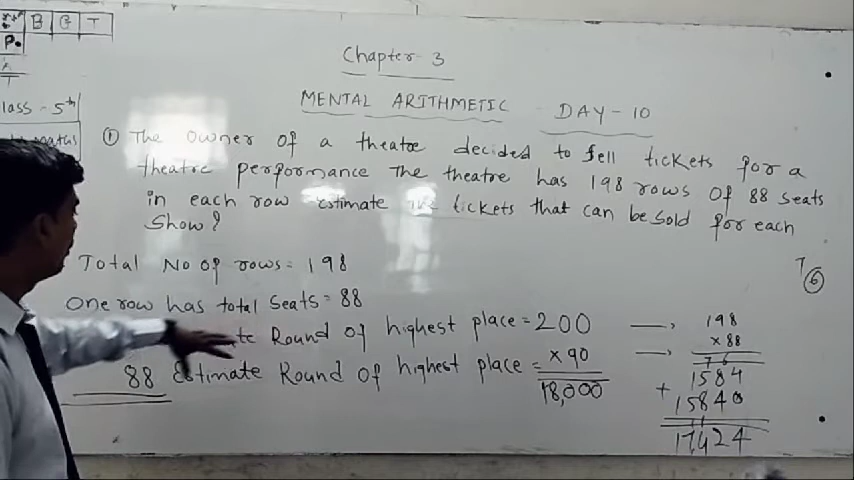 B G T
P.
Chapter 3
lass - 5th
MENTAL ARITHMETIC DAY - 10
① The owner of a theatre decided to sell tickets for a
theatre performance The theatre has 198 rows of 88 seats
in each row estimate the tickets that can be sold for each
Show?
Total No of rows = 198
One row has total Seats = 88
Round of highest place = 200
88 Estimate Round of highest place = × 90
18,000
7
⑥
198
× 88
76
1584
+ 15840
17424